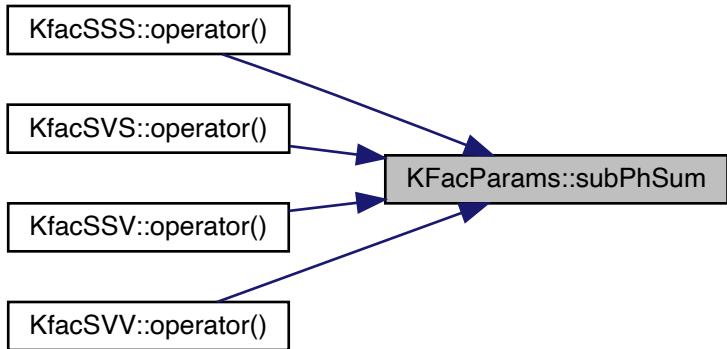 KfacSSS::operator()
KfacSVS::operator()
KFacParams::subPhSum
KfacSSV::operator()
KfacSVV::operator()